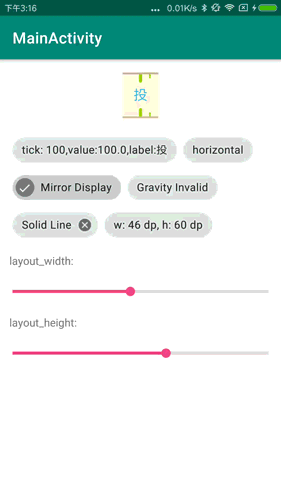 下午3:16 ... 0.01K/s
MainActivity
投
tick: 100,value:100.0,label:投 horizontal
Mirror Display Gravity Invalid
Solid Line w: 46 dp, h: 60 dp
layout_width:
layout_height: